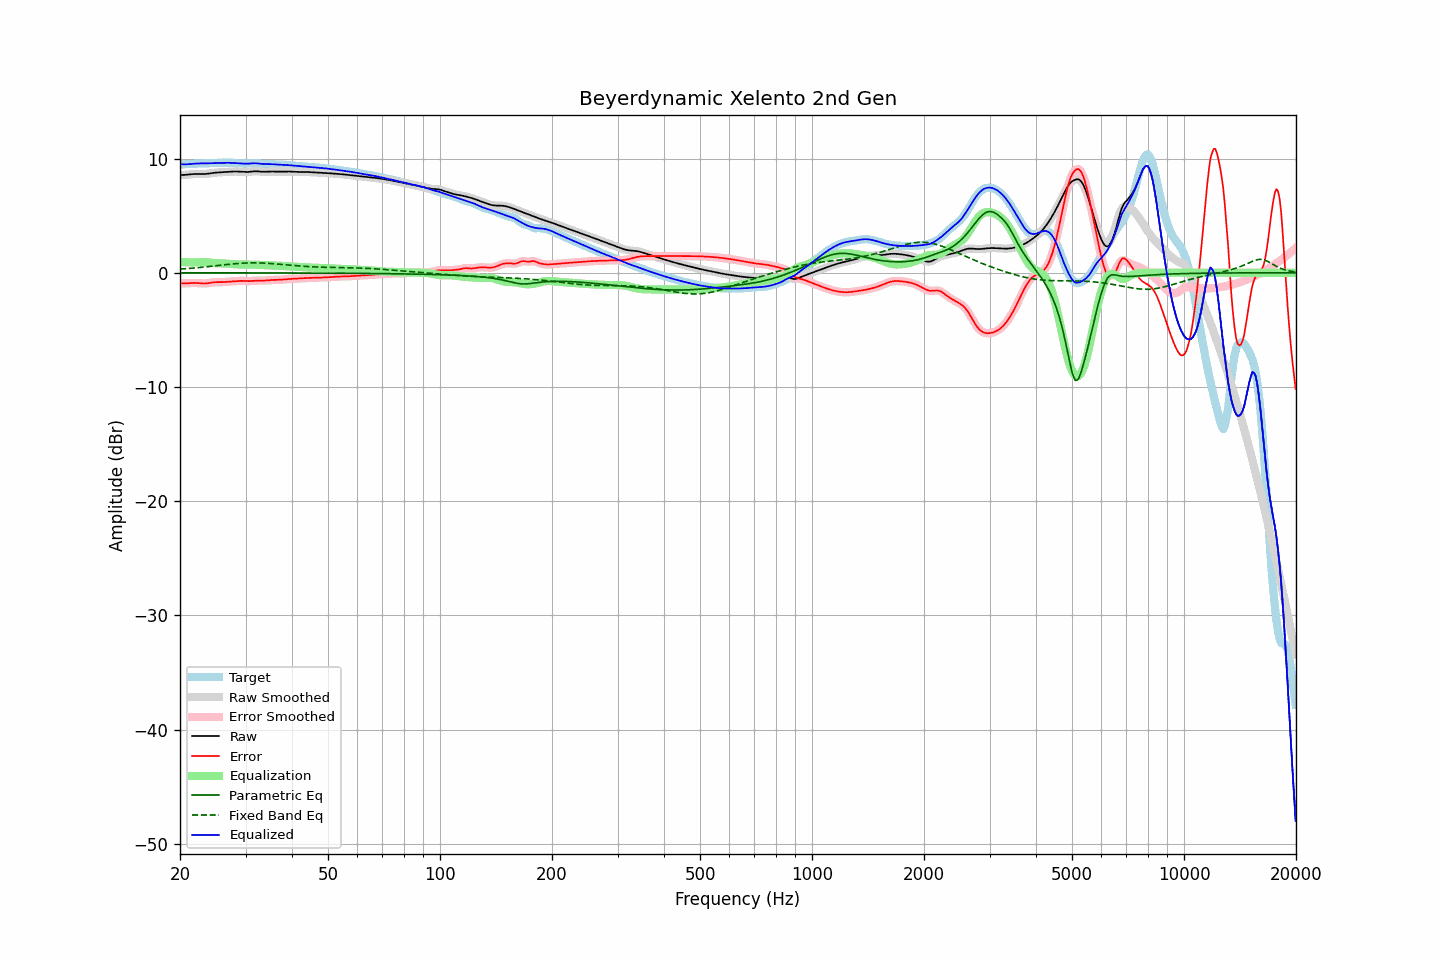 Beyerdynamic Xelento 2nd Gen
Amplitude (dBr)
10
0
−10
−20
−30
−40
−50
Target
Raw Smoothed
Error Smoothed
Raw
Error
Equalization
Parametric Eq
Fixed Band Eq
Equalized
20 50 100 200 500 1000 2000 5000 10000 20000
Frequency (Hz)